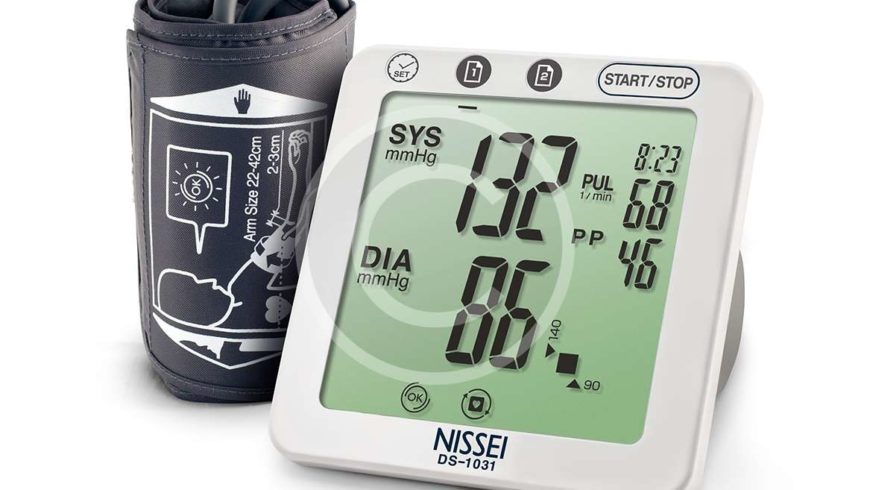 SET
1
2
START/STOP
SYS
mmHg
132
8:23
PUL
1/min
68
PP
46
DIA
mmHg
86
140
90
OK
NISSEI
DS-1031
OK
Arm Size 22-42cm
2-3cm